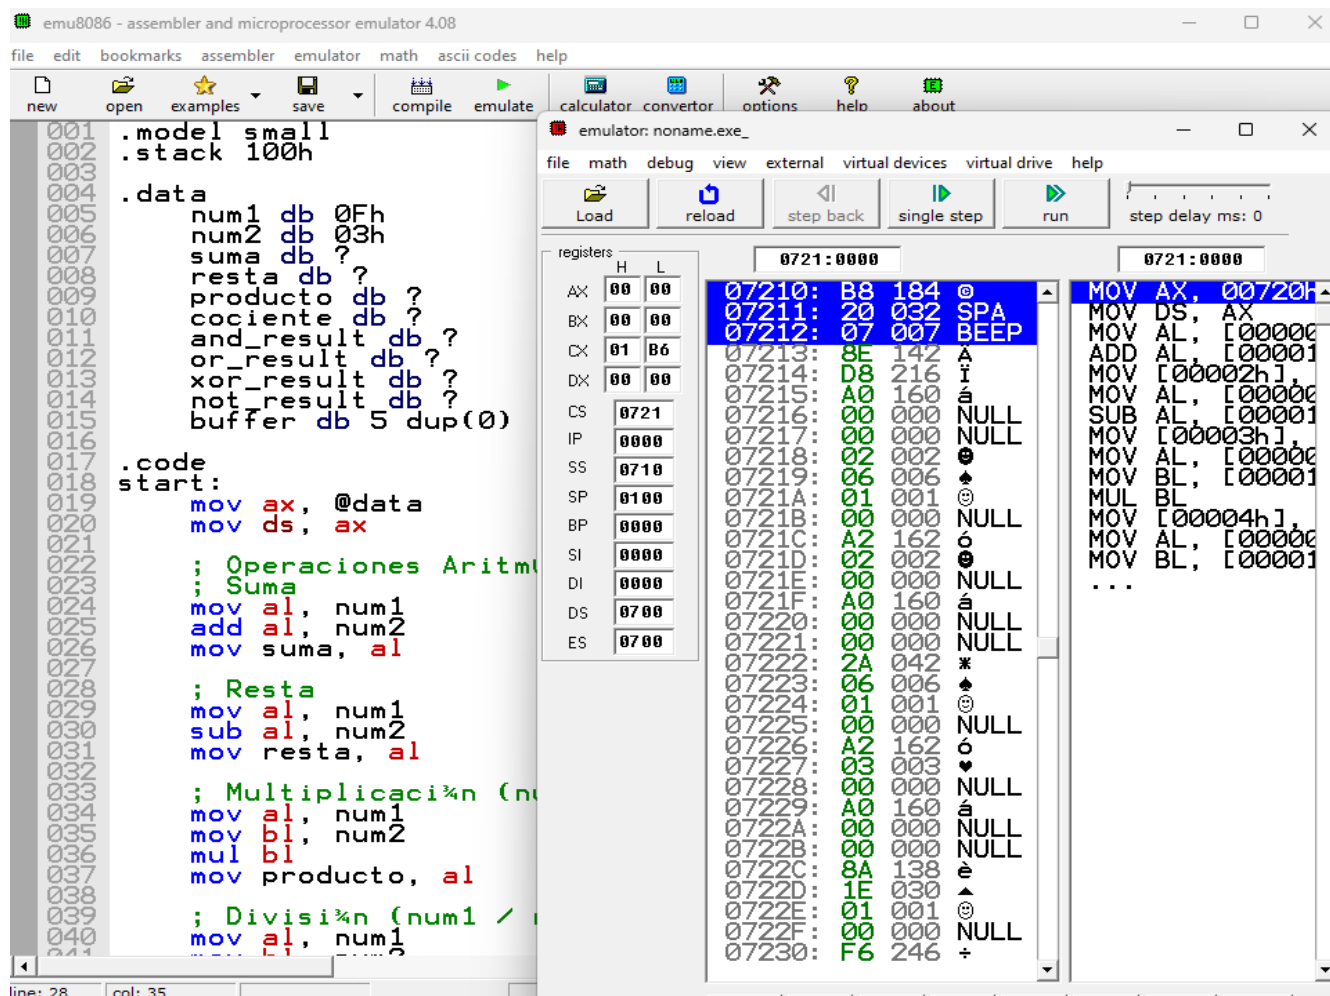 emu8086 - assembler and microprocessor emulator 4.08
file edit bookmarks assembler emulator math ascii codes help
new open examples save compile emulate calculator convertor options help about
001 .model small
002 .stack 100h
003
004 .data
005 num1 db 0Fh
006 num2 db 03h
007 suma db ?
008 resta db ?
009 producto db ?
010 cociente db ?
011 and_result db ?
012 or_result db ?
013 xor_result db ?
014 not_result db ?
015 buffer db 5 dup(0)
016
017 .code
018 start:
019 mov ax, @data
020 mov ds, ax
021
022 ; Operaciones Aritm
023 ; Suma
024 mov al, num1
025 add al, num2
026 mov suma, al
027
028 ; Resta
029 mov al, num1
030 sub al, num2
031 mov resta, al
032
033 ; Multiplicaci¾n (n
034 mov al, num1
035 mov bl, num2
036 mul bl
037 mov producto, al
038
039 ; Divisi¾n (num1 /
040 mov al, num1
line: 28 col: 35
emulator: noname.exe_
file math debug view external virtual devices virtual drive help
Load reload step back single step run step delay ms: 0
registers
H L
AX 00 00
BX 00 00
CX 01 B6
DX 00 00
CS 0721
IP 0000
SS 0710
SP 0100
BP 0000
SI 0000
DI 0000
DS 0700
ES 0700
0721:0000
07210: B8 184 ©
07211: 20 032 SPA
07212: 07 007 BEEP
07213: 8E 142 Ä
07214: D8 216 Ï
07215: A0 160 á
07216: 00 000 NULL
07217: 00 000 NULL
07218: 02 002 ☻
07219: 06 006 ♠
0721A: 01 001 ☺
0721B: 00 000 NULL
0721C: A2 162 ó
0721D: 02 002 ☻
0721E: 00 000 NULL
0721F: A0 160 á
07220: 00 000 NULL
07221: 00 000 NULL
07222: 2A 042 *
07223: 06 006 ♠
07224: 01 001 ☺
07225: 00 000 NULL
07226: A2 162 ó
07227: 03 003 ♥
07228: 00 000 NULL
07229: A0 160 á
0722A: 00 000 NULL
0722B: 00 000 NULL
0722C: 8A 138 è
0722D: 1E 030 ▲
0722E: 01 001 ☺
0722F: 00 000 NULL
07230: F6 246 ÷
0721:0000
MOV AX, 00720h
MOV DS, AX
MOV AL, [00000
ADD AL, [00001
MOV [00002h],
MOV AL, [00000
SUB AL, [00001
MOV [00003h],
MOV AL, [00000
MOV BL, [00001
MUL BL
MOV [00004h],
MOV AL, [00000
MOV BL, [00001
...